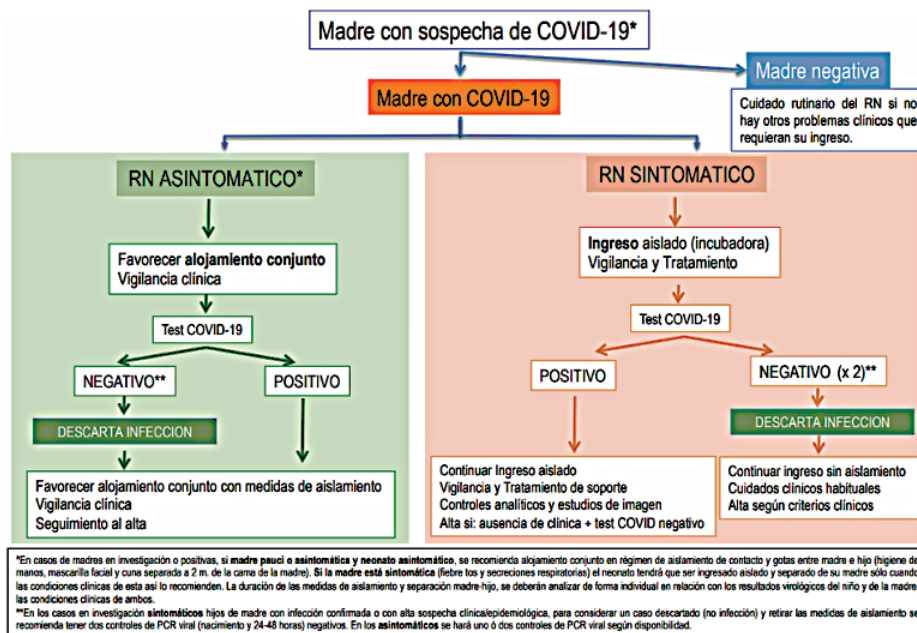 Madre con sospecha de COVID-19*
Madre negativa
Cuidado rutinario del RN si no
hay otros problemas clínicos que
requieran su ingreso.
Madre con COVID-19
RN ASINTOMATICO*
Favorecer alojamiento conjunto
Vigilancia clínica
Test COVID-19
NEGATIVO**
POSITIVO
DESCARTA INFECCION
Favorecer alojamiento conjunto con medidas de aislamiento
Vigilancia clínica
Seguimiento al alta
RN SINTOMATICO
Ingreso aislado (incubadora)
Vigilancia y Tratamiento
Test COVID-19
POSITIVO
NEGATIVO (x 2)**
DESCARTA INFECCION
Continuar Ingreso aislado
Vigilancia y Tratamiento de soporte
Controles analíticos y estudios de imagen
Alta si: ausencia de clínica + test COVID negativo
Continuar ingreso sin aislamiento
Cuidados clínicos habituales
Alta según criterios clínicos
*En casos de madres en investigación o positivas, si madre pauci o asintomática y neonato asintomático, se recomienda alojamiento conjunto en régimen de aislamiento de contacto y gotas entre madre e hijo (higiene de
manos, mascarilla facial y cuna separada a 2 m. de la cama de la madre). Si la madre está sintomática (fiebre tos y secreciones respiratorias) el neonato tendrá que ser ingresado aislado y separado de su madre sólo cuando
las condiciones clínicas de esta así lo recomienden. La duración de las medidas de aislamiento y separación madre-hijo, se deberán analizar de forma individual en relación con los resultados virológicos del niño y de la madre
las condiciones clínicas de ambos.
**En los casos en investigación sintomáticos hijos de madre con infección confirmada o con alta sospecha clínica/epidemiológica, para considerar un caso descartado (no infección) y retirar las medidas de aislamiento se
recomienda tener dos controles de PCR viral (nacimiento y 24-48 horas) negativos. En los asintomáticos se hará uno ó dos controles de PCR viral según disponibilidad.